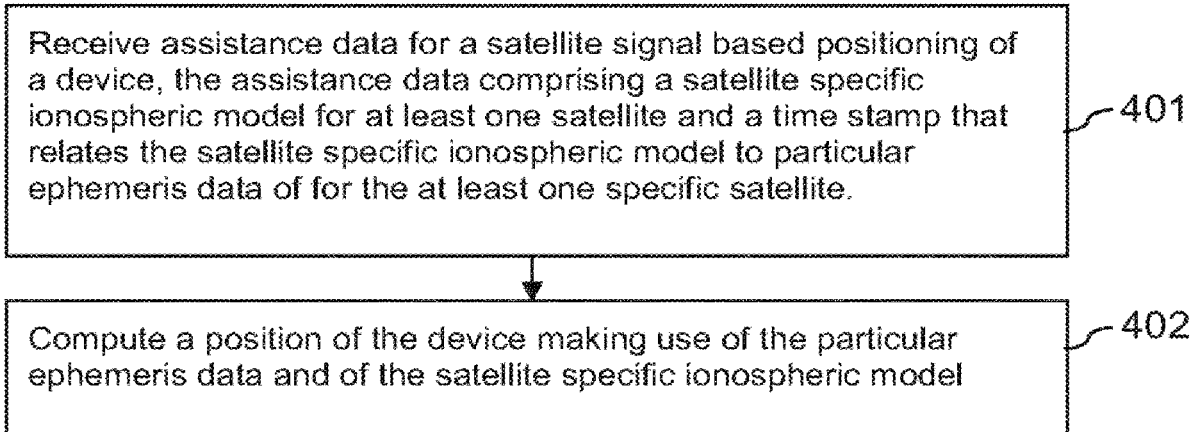 Receive assistance data for a satellite signal based positioning of
a device, the assistance data comprising a satellite specific
ionospheric model for at least one satellite and a time stamp that
relates the satellite specific ionospheric model to particular
ephemeris data of for the at least one specific satellite.
401
Compute a position of the device making use of the particular
ephemeris data and of the satellite specific ionospheric model
402